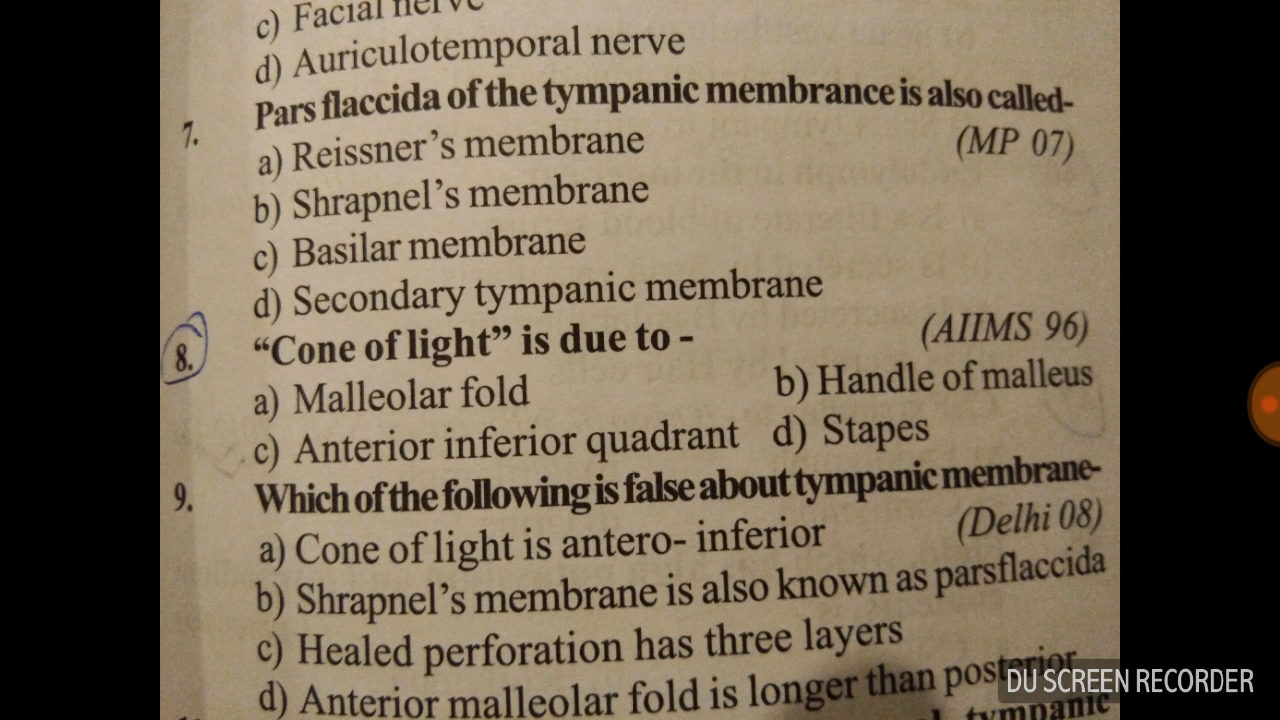 c) Facial nerve
d) Auriculotemporal nerve
7. Pars flaccida of the tympanic membrance is also called-
a) Reissner's membrane (MP 07)
b) Shrapnel's membrane
c) Basilar membrane
d) Secondary tympanic membrane
8. “Cone of light” is due to - (AIIMS 96)
a) Malleolar fold b) Handle of malleus
c) Anterior inferior quadrant d) Stapes
9. Which of the following is false about tympanic membrane-
a) Cone of light is antero- inferior (Delhi 08)
b) Shrapnel's membrane is also known as parsflaccida
c) Healed perforation has three layers
d) Anterior malleolar fold is longer than posterior
tympanic
DU SCREEN RECORDER